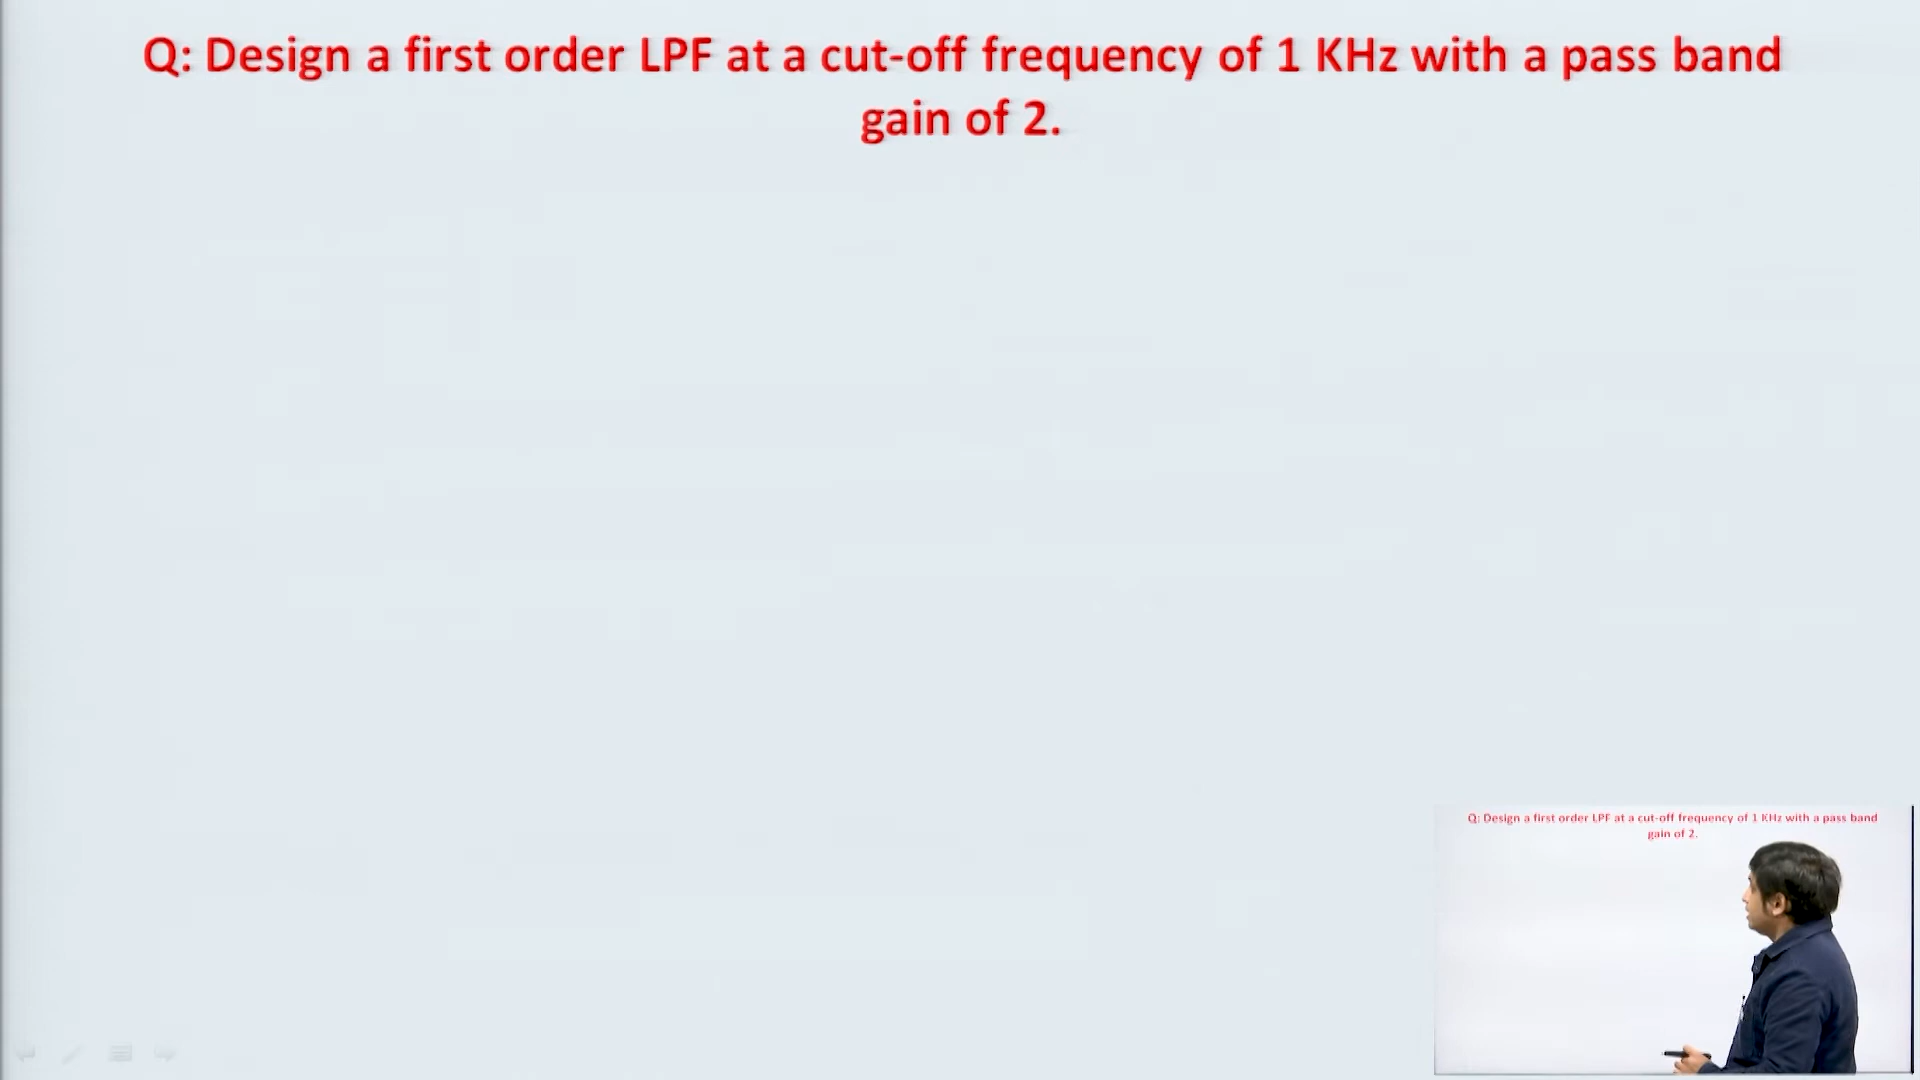 Q: Design a first order LPF at a cut-off frequency of 1 KHz with a pass band
gain of 2.
Q: Design a first order LPF at a cut-off frequency of 1 KHz with a pass band
gain of 2.